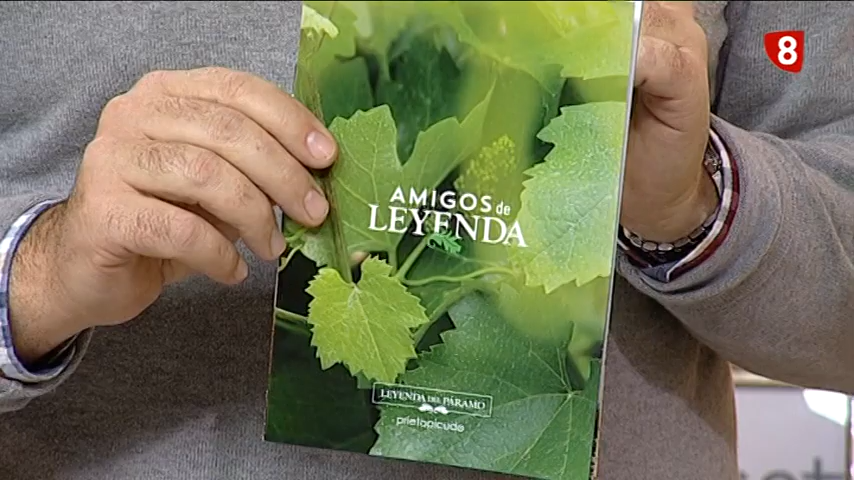 8
AMIGOS de
LEYENDA
LEYENDA DEL PÁRAMO
prietopicudo